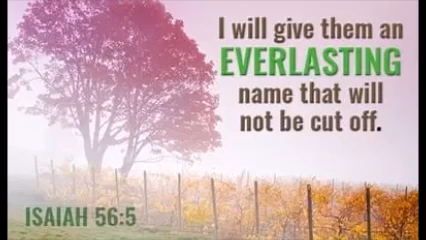 I will give them an
EVERLASTING
name that will
not be cut off.
ISAIAH 56:5